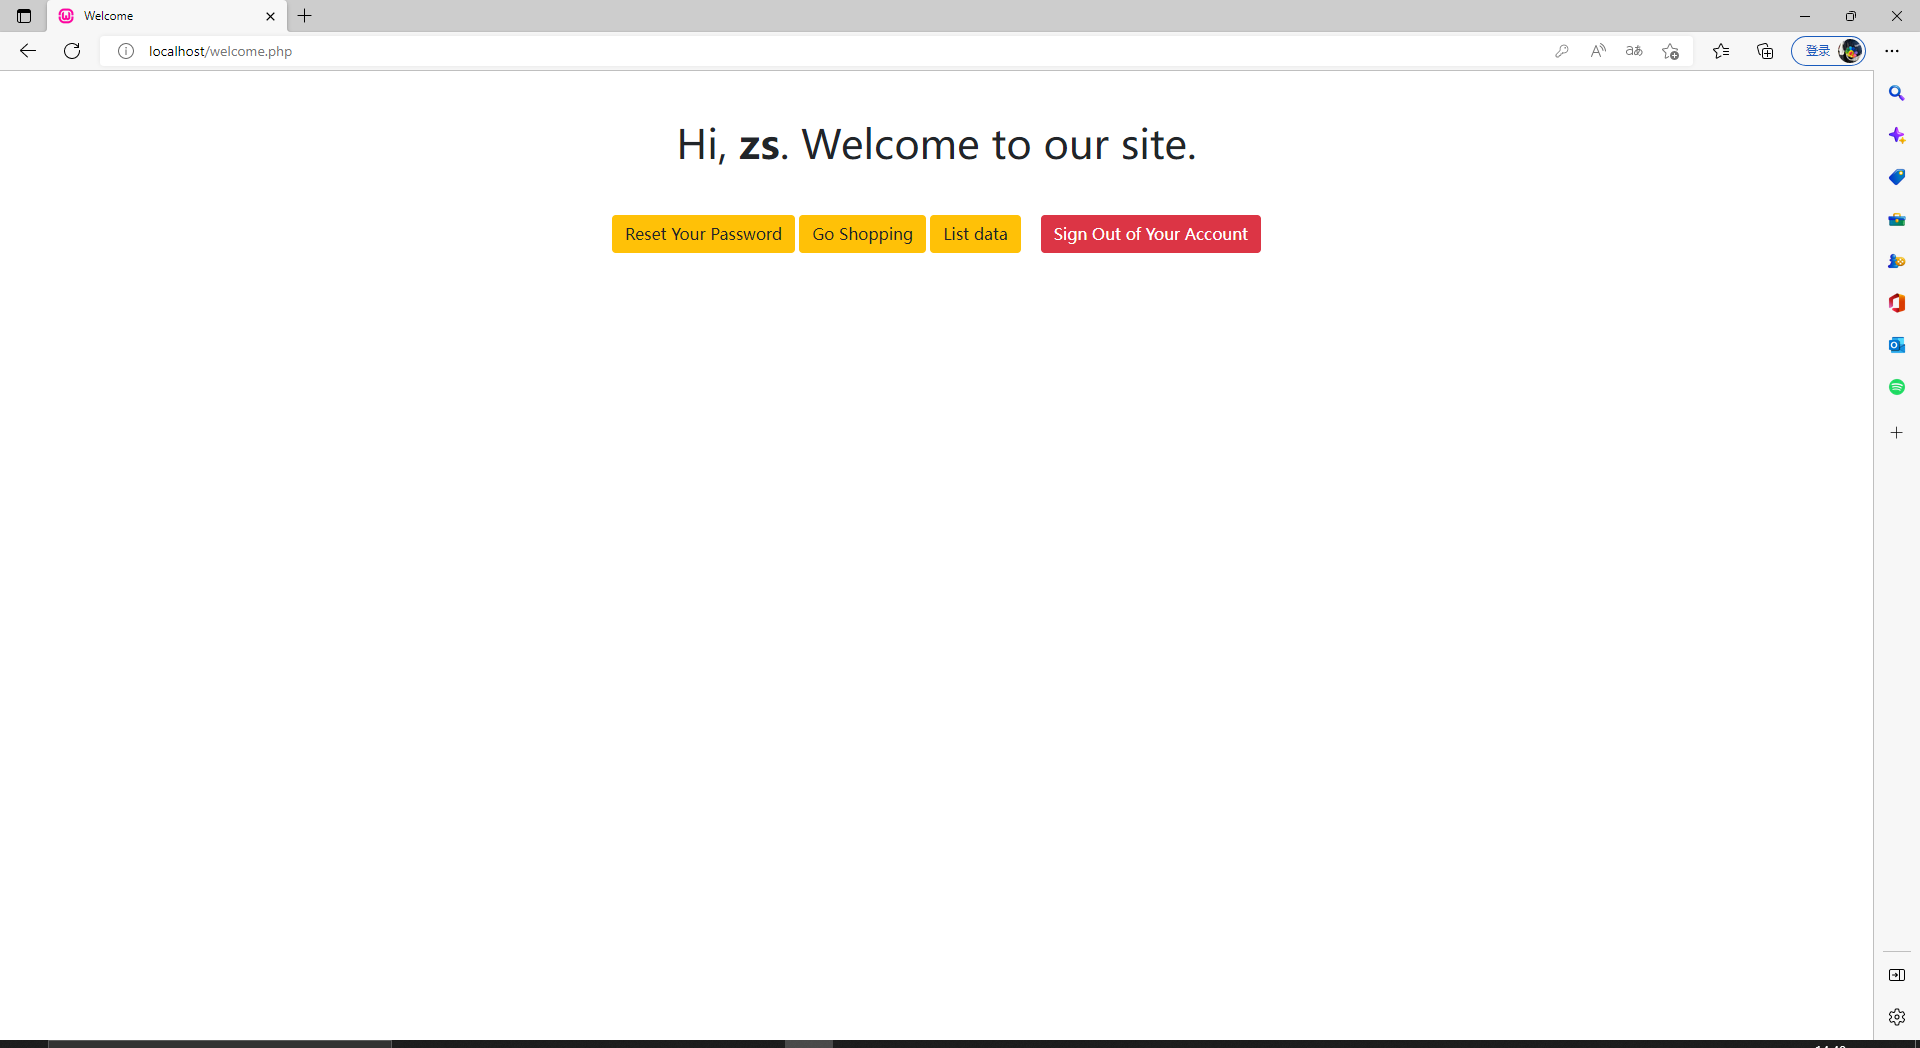 Welcome
localhost/welcome.php
登录
Hi, zs. Welcome to our site.
Reset Your Password Go Shopping List data Sign Out of Your Account